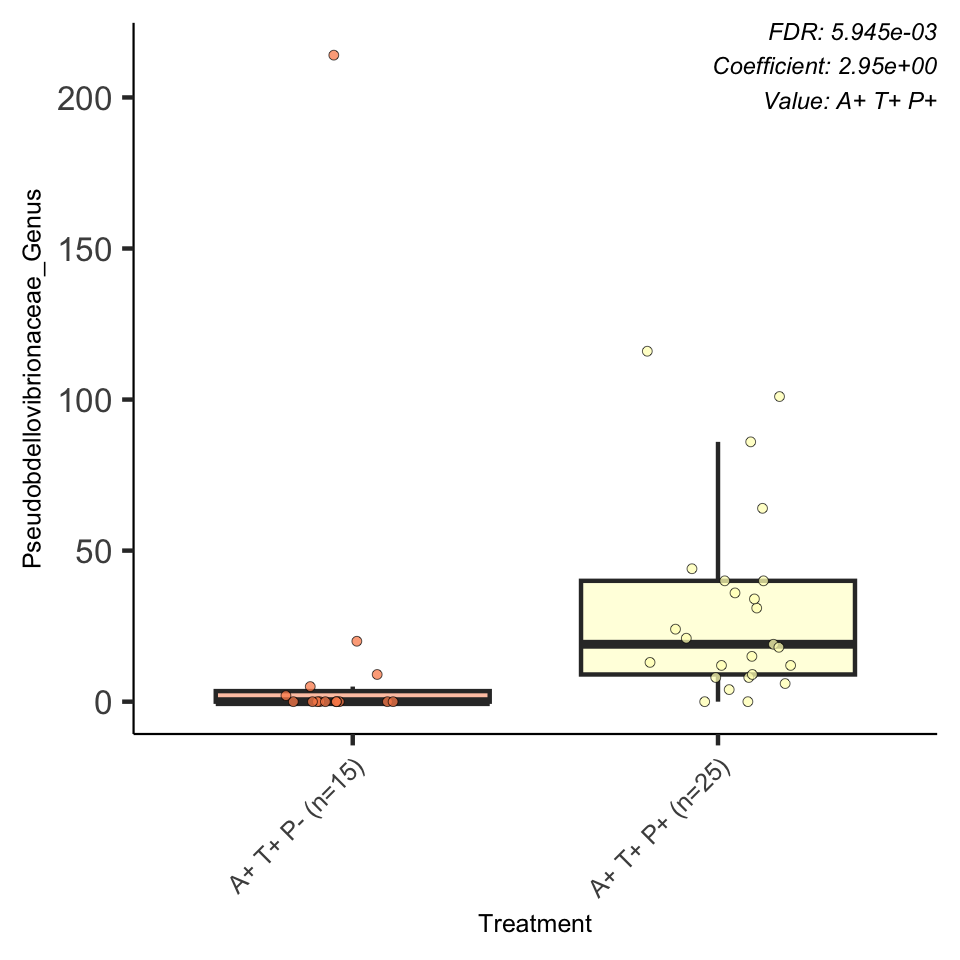 FDR: 5.945e-03
Coefficient: 2.95e+00
Value: A+ T+ P+
Pseudobdellovibrionaceae_Genus
200
150
100
50
0
A+ T+ P- (n=15)
A+ T+ P+ (n=25)
Treatment